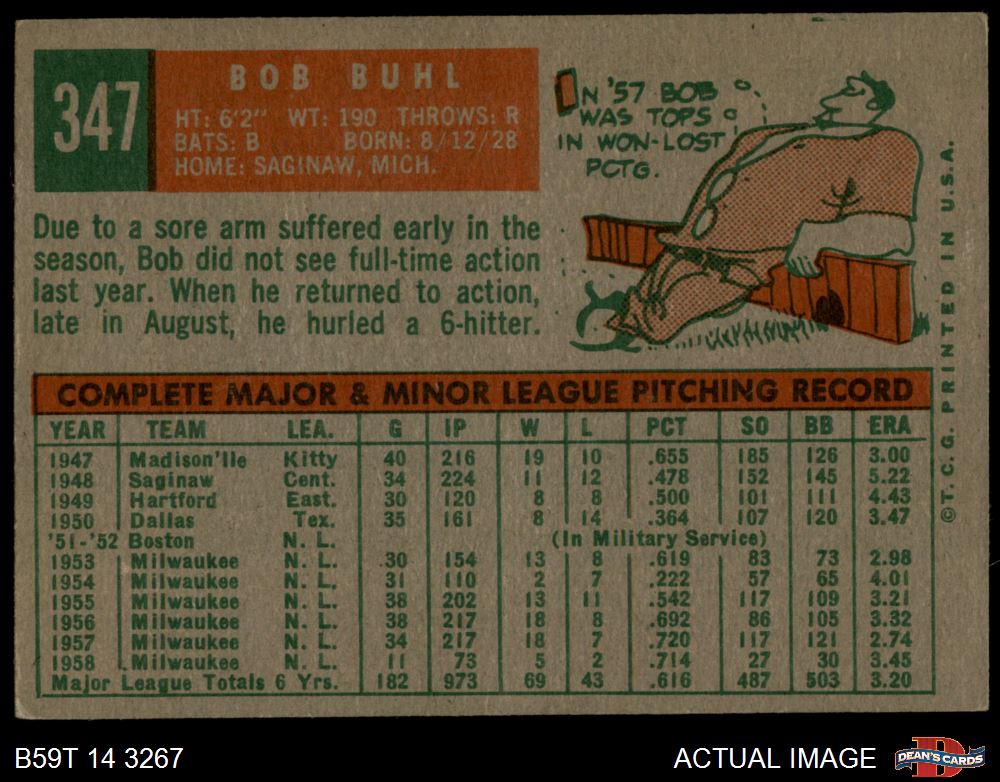 347
BOB BUHL
HT: 6'2" WT: 190 THROWS: R
BATS: B BORN: 8/12/28
HOME: SAGINAW, MICH.
IN '57 BOB
WAS TOPS
IN WON-LOST
PCTG.
Due to a sore arm suffered early in the
season, Bob did not see full-time action
last year. When he returned to action,
late in August, he hurled a 6-hitter.
©T. C. G. PRINTED IN U.S.A.
COMPLETE MAJOR & MINOR LEAGUE PITCHING RECORD
YEAR TEAM LEA. G IP W L PCT SO BB ERA
1947 Madison'lle Kitty 40 216 19 10 .655 185 126 3.00
1948 Saginaw Cent. 34 224 11 12 .478 152 145 5.22
1949 Hartford East. 30 120 8 8 .500 101 111 4.43
1950 Dallas Tex. 35 161 8 14 .364 107 120 3.47
'51-'52 Boston N. L. (In Military Service)
1953 Milwaukee N. L. 30 154 13 8 .619 83 73 2.98
1954 Milwaukee N. L. 31 110 2 7 .222 57 65 4.01
1955 Milwaukee N. L. 38 202 13 11 .542 117 109 3.21
1956 Milwaukee N. L. 38 217 18 8 .692 86 105 3.32
1957 Milwaukee N. L. 34 217 18 7 .720 117 121 2.74
1958 Milwaukee N. L. 11 73 5 2 .714 27 30 3.45
Major League Totals 6 Yrs. 182 973 69 43 .616 487 503 3.20
B59T 14 3267
ACTUAL IMAGE
D
DEAN'S CARDS